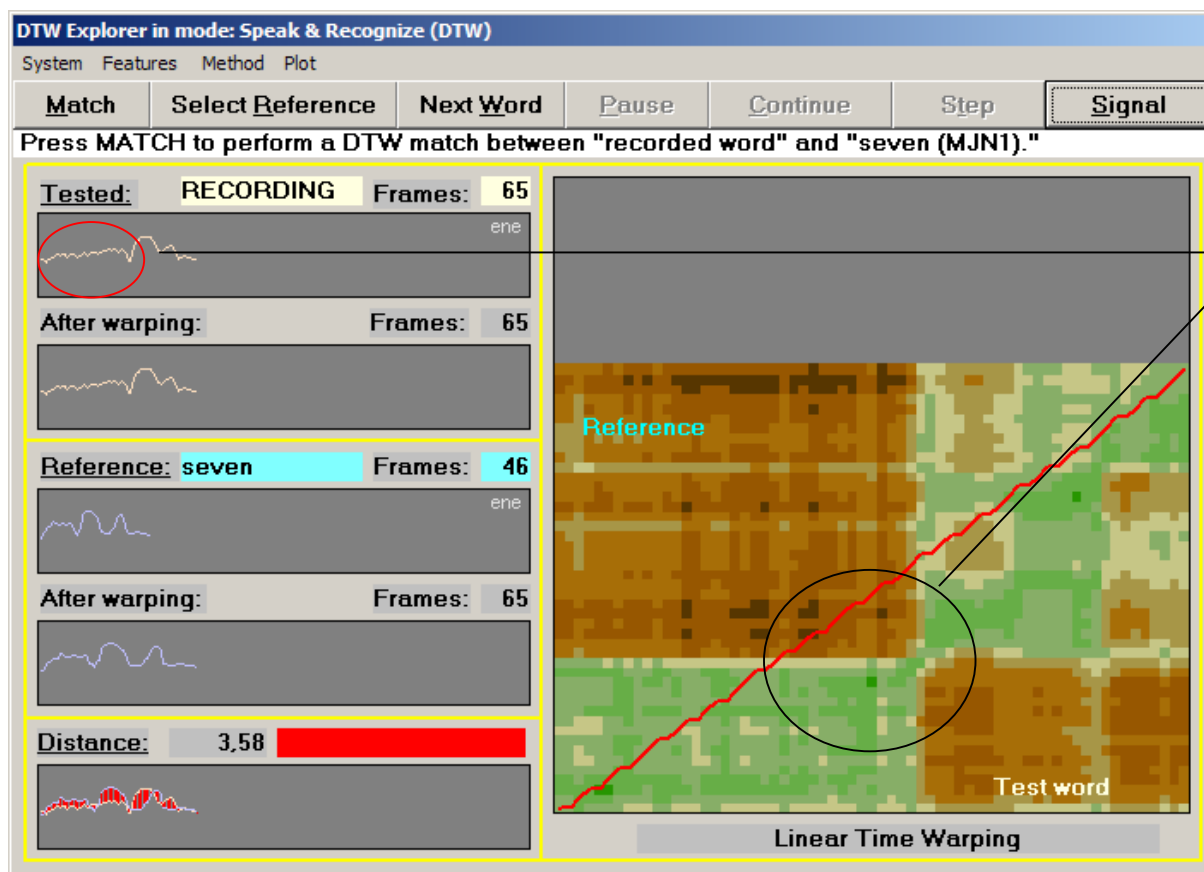 DTW Explorer in mode: Speak & Recognize (DTW)
System Features Method Plot
Match Select Reference Next Word Pause Continue Step Signal
Press MATCH to perform a DTW match between "recorded word" and "seven (MJN1)."
Tested: RECORDING Frames: 65
ene
After warping: Frames: 65
Reference: seven Frames: 46
ene
After warping: Frames: 65
Distance: 3,58
Reference
Test word
Linear Time Warping